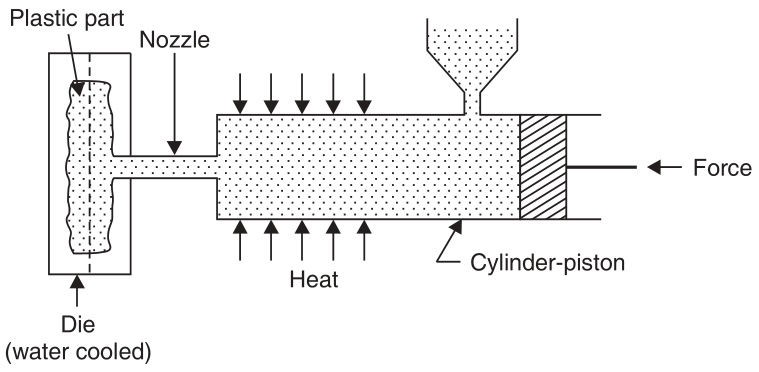 Plastic part
Nozzle
Force
Cylinder-piston
Heat
Die
(water cooled)